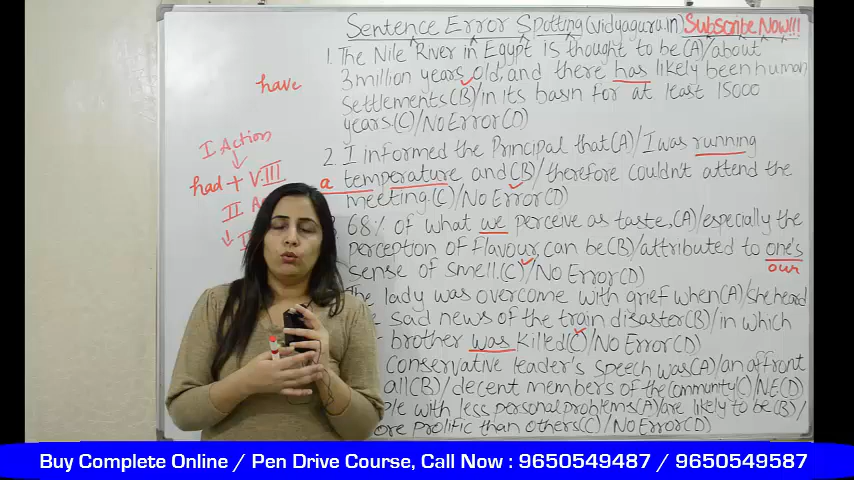 Sentence Error Spotting (vidyaguru.in) Subscribe Now!!!
1. The Nile River in Egypt is thought to be (A)/about
3 million years old, and there has likely been human
settlements (B)/in its basin for at least 15000
years. (C)/No Error (D)
2. I informed the Principal that (A)/I was running
a temperature and (B)/therefore couldn't attend the
meeting. (C)/No Error (D)
68% of what we perceive as taste, (A)/especially the
perception of flavour can be (B)/attributed to one's
our
sense of smell. (C)/No Error (D)
The lady was overcome with grief when (A)/she heard
sad news of the train disaster (B)/in which
brother was killed (C)/No Error (D)
conservative leader's speech was (A)/an affront
all (B)/decent members of the community (C)/NE (D)
with less personal problems (A)/are likely to be (B)/
prolific than others (C)/No Error (D)
have
I Action
had + V.III
II
Buy Complete Online / Pen Drive Course, Call Now : 9650549487 / 9650549587